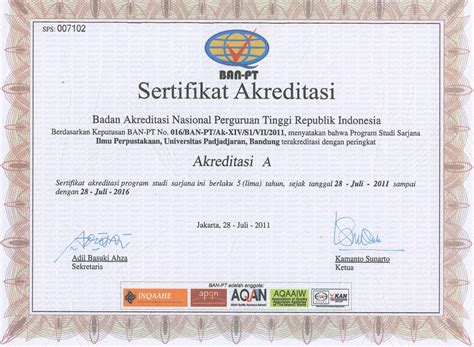 SPS: 007102
BAN-PT
Sertifikat Akreditasi
Badan Akreditasi Nasional Perguruan Tinggi Republik Indonesia
Berdasarkan Keputusan BAN-PT No. 016/BAN-PT/Ak-XIV/S1/VII/2011, menyatakan bahwa Program Studi Sarjana
Ilmu Perpustakaan, Universitas Padjadjaran, Bandung terakreditasi dengan peringkat
Akreditasi A
Sertifikat akreditasi program studi sarjana ini berlaku 5 (lima) tahun, sejak tanggal 28 - Juli - 2011 sampai
dengan 28 - Juli - 2016
Jakarta, 28 - Juli - 2011
Adil Basuki Ahza
Sekretaris
Kamanto Sunarto
Ketua
BAN-PT adalah anggota:
INQAAHE
apqn
AQAN
AQAAIW
KAN